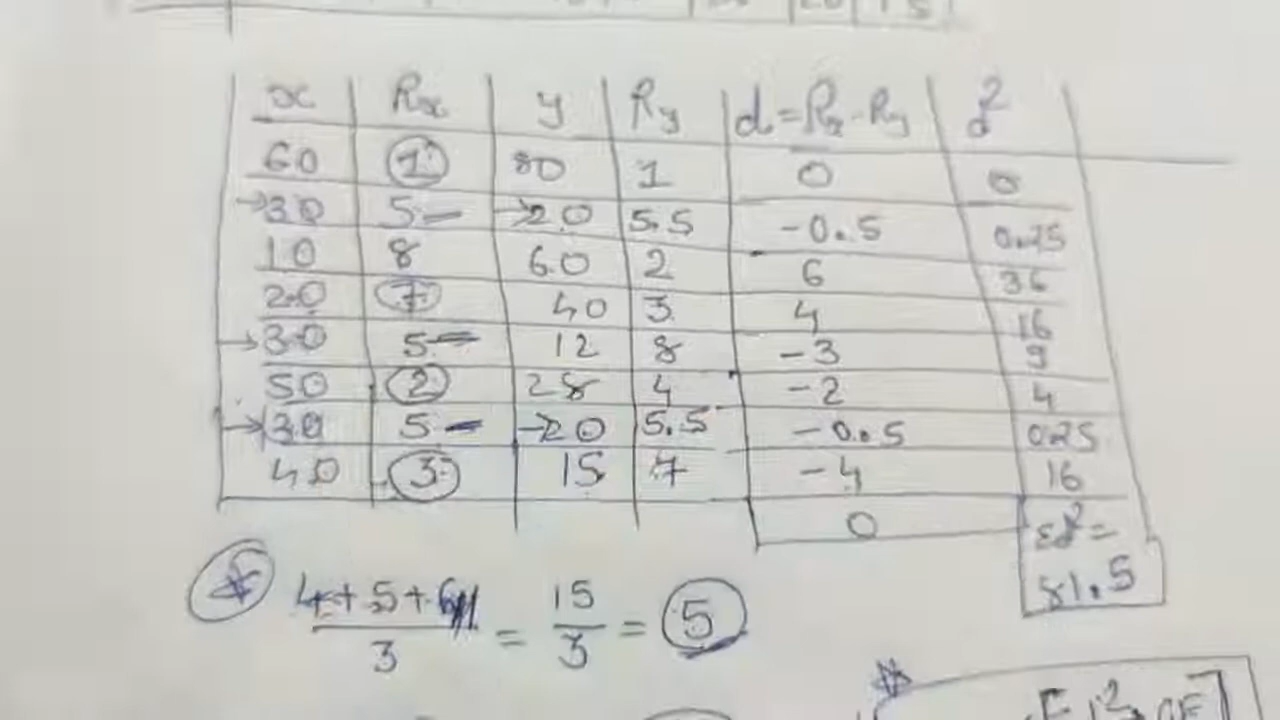 x Rx y Ry d=Rx-Ry d²
60 1 80 1 0 0
→30 5- →20 5.5 -0.5 0.25
10 8 60 2 6 36
20 7 40 3 4 16
→30 5- 12 8 -3 9
50 2 28 4 -2 4
→30 5- →20 5.5 -0.5 0.25
40 3 15 7 -4 16
0 Σd²=
81.5
4+5+6/3 = 15/3 = 5